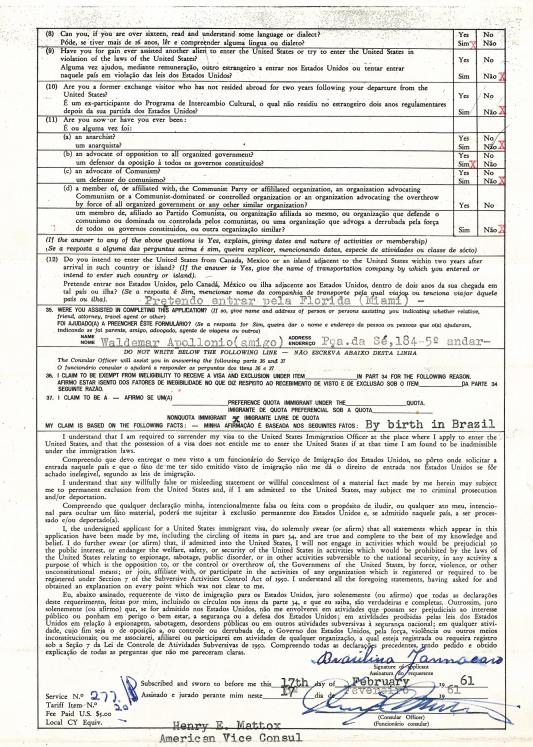 (8) Can you, if you are over sixteen, read and understand some language or dialect? Yes No
Póde, se tiver mais de 16 anos, lêr e compreender alguma lingua ou dialeto? Sim X Não
(9) Have you for gain ever assisted another alien to enter the United States or try to enter the United States in
violation of the laws of the United States? Yes No
Alguma vez ajudou, mediante remuneração, outro estrangeiro a entrar nos Estados Unidos ou tentar entrar
naquele país em violação das leis dos Estados Unidos? Sim Não X
(10) Are you a former exchange visitor who has not resided abroad for two years following your departure from the
United States? Yes No
É um ex-participante do Programa de Intercambio Cultural, o qual não residiu no estrangeiro dois anos regulamentares
depois da sua partida dos Estados Unidos? Sim Não X
(11) Are you now or have you ever been:
É ou alguma vez foi:
(a) an anarchist? Yes No
um anarquista? Sim Não X
(b) an advocate of opposition to all organized government? Yes No
um defensor da oposição à todos os governos constituidos? Sim X Não
(c) an advocate of Communism? Yes No
um defensor do comunismo? Sim Não X
(d) a member of, or affiliated with, the Communist Party or affiliated organization, an organization advocating
Communism or a Communist-dominated or controlled organization or an organization advocating the overthrow
by force of all organized government or any other similar organization? Yes No
um membro do, afiliado ao Partido Comunista, ou organização afiliada ao mesmo, ou organização que defende o
comunismo ou dominada ou controlada pelos comunistas, ou uma organização que advoga a derrubada pela força
de todos os governos constituidos, ou outra organização similar? Sim Não X
(If the answer to any of the above questions is Yes, explain, giving dates and nature of activities or membership)
(Se a resposta a alguma das perguntas acima é sim, queira explicar, mencionando datas, especie de atividades ou classe de sócio)
(12) Do you intend to enter the United States from Canada, Mexico or an island adjacent to the United States within two years after
arrival in such country or island? (If the answer is Yes, give the name of transportation company by which you entered or
intend to enter such country or island).
Pretende entrar nos Estados Unidos, pelo Canadá, México ou ilha adjacente aos Estados Unidos, dentro de dois anos da sua chegada em
tal país ou ilha? (Se a resposta é Sim, mencionar nome da companhia de transporte pela qual viajou ou tenciona viajar àquele
país ou ilha). - Pretendo entrar pela Florida (Miami) -
35. WERE YOU ASSISTED IN COMPLETING THIS APPLICATION? (If so, give name and address of person or persons assisting you indicating whether relative,
friend, attorney, travel agent or other)
FOI AJUDADO(A) A PREENCHER ÉSTE FORMULÁRIO? (Se a resposta for Sim, queira dar o nome e endereço da pessoa ou pessoas que o(a) ajudaram,
indicando se foi parente, amigo, advogado, agente de viagens ou outro)
NAME NOME Waldemar Apollonio(amigo) ADDRESS ENDEREÇO Pça.da Sé,184-5º andar-
DO NOT WRITE BELOW THE FOLLOWING LINE - NÃO ESCREVA ABAIXO DESTA LINHA
The Consular Officer will assist you in answering the following parts 36 and 37
O funcionário consular o ajudará a responder os itens 36 e 37
36. I CLAIM TO BE EXEMPT FROM INELIGIBILITY TO RECEIVE A VISA AND EXCLUSION UNDER ITEM IN PART 34 FOR THE FOLLOWING REASON.
AFIRMO ESTAR ISENTO DOS FATORES DE INEGIBILIDADE NO QUE DIZ RESPEITO AO RECEBIMENTO DE VISTO E DE EXCLUSÃO SOB O ITEM DA PARTE 34
SEGUINTE RAZÃO.
37. I CLAIM TO BE A — AFIRMO SE UM(A)
PREFERENCE QUOTA IMMIGRANT UNDER THE QUOTA.
IMIGRANTE DE QUOTA PREFERENCIAL SOB A QUOTA
NONQUOTA IMMIGRANT X IMIGRANTE LIVRE DE QUOTA
MY CLAIM IS BASED ON THE FOLLOWING FACTS: — MINHA AFIRMAÇÃO É BASEADA NOS SEGUINTES FATOS: By birth in Brazil
I understand that I am required to surrender my visa to the United States Immigration Officer at the place where I apply to enter the
United States, and that the possession of a visa does not entitle me to enter the United States if at that time I am found to be inadmissible
under the immigration laws.
Compreendo que devo entregar o meu visto a um funcionário do Serviço de Imigração dos Estados Unidos, no pôrto onde solicitar a
entrada naquele país e que o fato de me ter sido emitido visto de imigração não me dá o direito de entrada nos Estados Unidos se fôr
achado inelegivel, segundo as leis de imigração.
I understand that any willfully false or misleading statement or willful concealment of a material fact made by me herein may subject
me to permanent exclusion from the United States and, if I am admitted to the United States, may subject me to criminal prosecution
and/or deportation.
Compreendo que qualquer declaração minha, intencionalmente falsa ou feita com o propósito de iludir, ou qualquer ato meu, intencional
para ocultar um fáto material, poderá me sujeitar à exclusão permanente dos Estados Unidos e, se admitido naquele país, a ser processado
e/ou deportado(a).
I, the undersigned applicant for a United States immigrant visa, do solemnly swear (or affirm) that all statements which appear in this
application have been made by me, including the circling of items in part 34, and are true and complete to the best of my knowledge and
belief. I do further swear (or affirm) that, if admitted into the United States, I will not engage in activities which would be prejudicial to
the public interest, or endanger the welfare, safety, or security of the United States in activities which would be prohibited by the laws of
the United States relating to espionage, sabotage, public disorder, or in other activities subversible to the national security, in any activity a
purpose of which is the opposition to, or the control or overthrow of, the Government of the United States, by force, violence, or other
unconstitutional means; or join, affiliate with, or participate in the activities of any organization which is registered or required to be
registered under Section 7 of the Subversive Activities Control Act of 1950. I understand all the foregoing statements, having asked for and
obtained an explanation on every point which was not clear to me.
Eu, abaixo assinado, requerente de visto de imigração para os Estados Unidos, juro solenemente (ou afirmo) que todas as declarações
deste requerimento, feitas por mim, incluindo os circulos nos itens da parte 34, e que eu saiba, são verdadeiras e completas. Outrossim, juro
solenemente (ou afirmo) que, se for admitido nos Estados Unidos, não me envolverei em atividades que possam ser prejudiciais ao interesse
público ou ponham em perigo o bem estar, a segurança ou a defesa dos Estados Unidos; em atividades proibidas pelas leis dos Estados
Unidos em relação à espionagem, sabotagem, desordens públicas ou em outras atividades subversivas à segurança nacional; em qualquer atividade,
cujo fim seja o de oposição a, ou controle ou derrubada, do Governo dos Estados Unidos, pela força, violência ou outros meios
inconstitucionais; ou me associarei, afiliarei ou participarei em atividades de qualquer organização, a qual esteja registrada ou requeira registro
sob a Seção 7 da Lei de Controle de Atividades Subversivas de 1950. Compreendo todas as declarações precedentes, tendo pedido e obtido
explicação de todas as perguntas que não me pareceram claras.
Brasilina Jannacaro
Signature of applicant
Assinatura do requerente
Subscribed and sworn to before me this 17th day of February 19 61
Assinado e jurado perante mim neste 17 dia de fevereiro 19 61
Service N.º 277
Tariff Item N.º 20
Fee Paid U.S. $5.00
Local CY Equiv.
(Consular Officer)
(Funcionário consular)
Henry E. Mattox
American Vice Consul